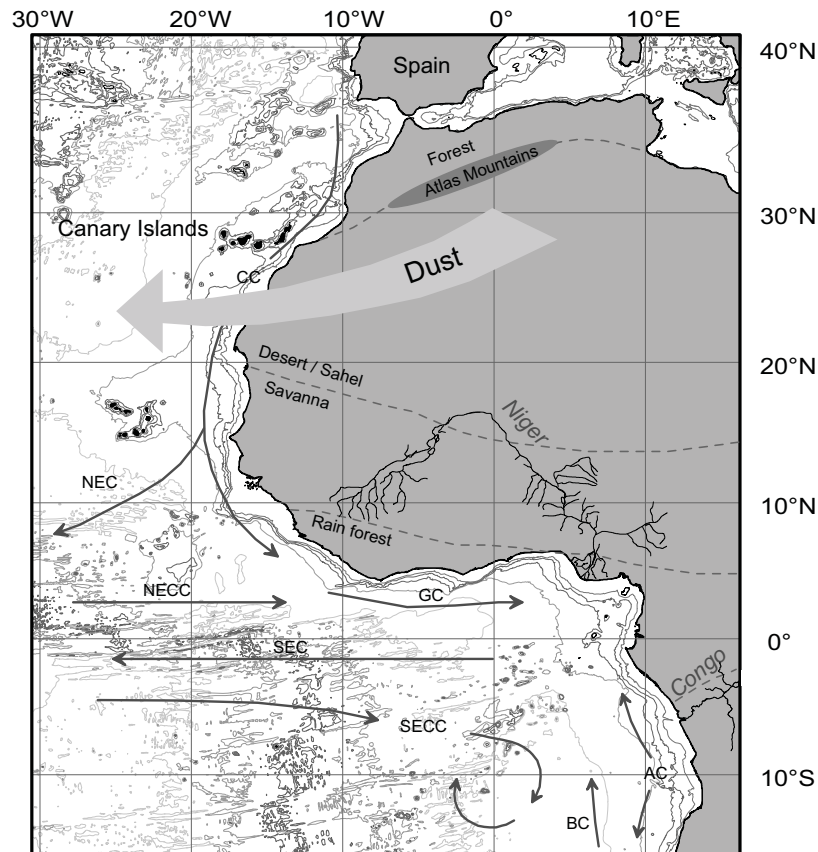 30°W 20°W 10°W 0° 10°E
40°N
Spain
Forest
Atlas Mountains
30°N
Canary Islands
Dust
CC
20°N
Desert / Sahel
Savanna
Niger
NEC
10°N
Rain forest
NECC
GC
0°
SEC
Congo
SECC
AC
10°S
BC